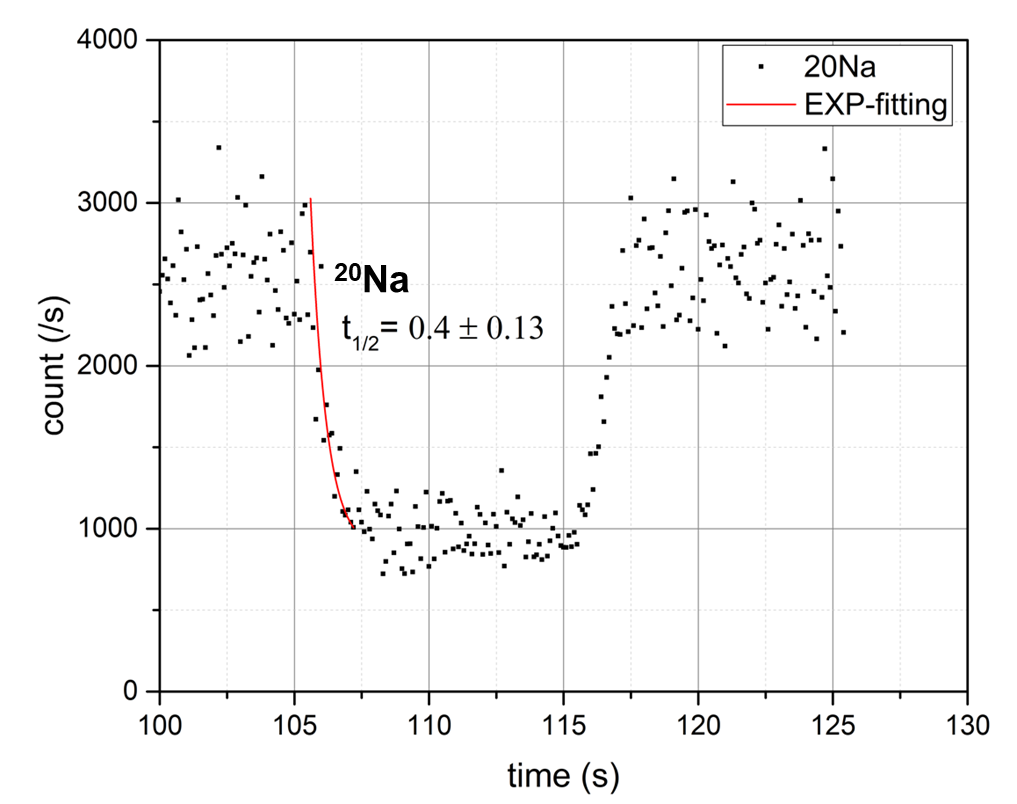 4000
3000
2000
1000
0
100 105 110 115 120 125 130
count (/s)
time (s)
20Na
EXP-fitting
²⁰Na
t₁/₂= 0.4 ± 0.13